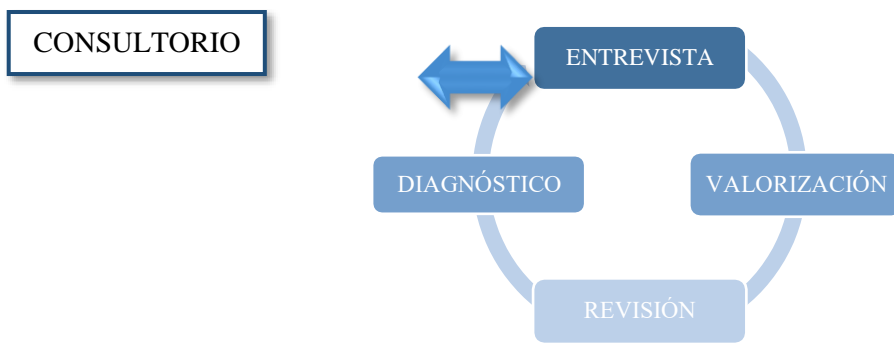 CONSULTORIO
ENTREVISTA
DIAGNÓSTICO
VALORIZACIÓN
REVISIÓN